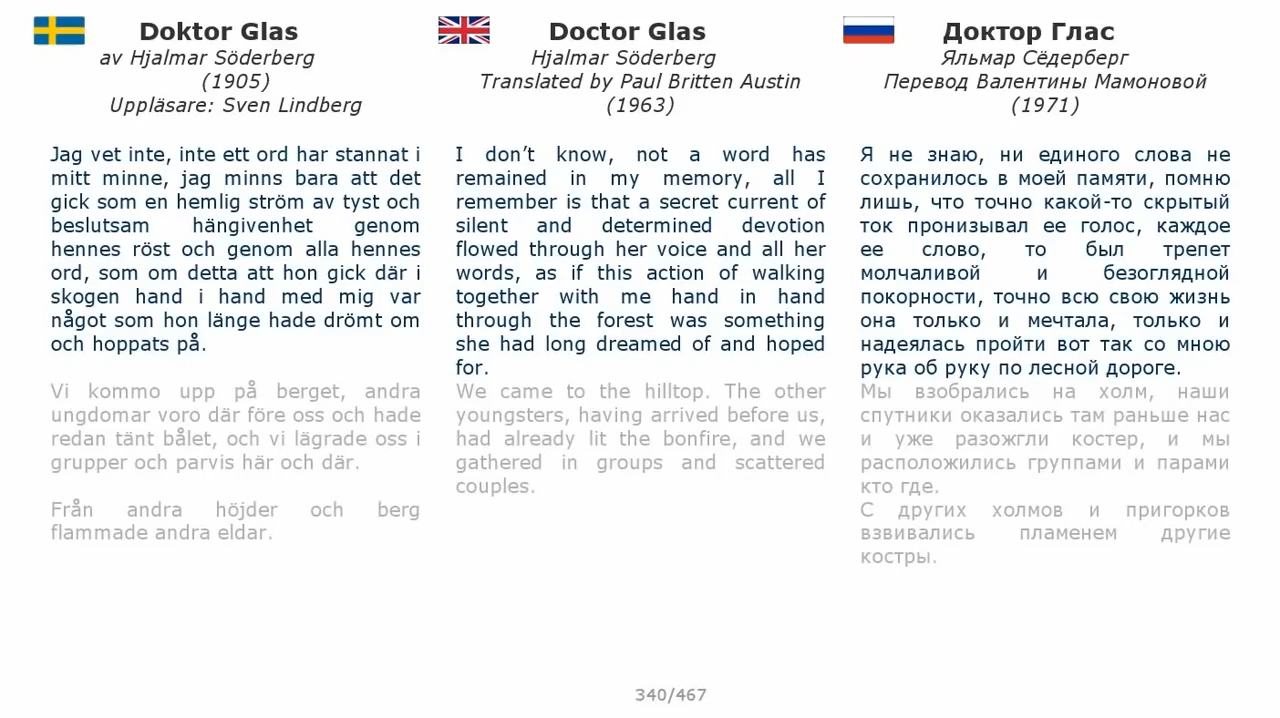 Doktor Glas
av Hjalmar Söderberg
(1905)
Uppläsare: Sven Lindberg
Jag vet inte, inte ett ord har stannat i
mitt minne, jag minns bara att det
gick som en hemlig ström av tyst och
beslutsam hängivenhet genom
hennes röst och genom alla hennes
ord, som om detta att hon gick där i
skogen hand i hand med mig var
något som hon länge hade drömt om
och hoppats på.
Vi kommo upp på berget, andra
ungdomar voro där före oss och hade
redan tänt bålet, och vi lägrade oss i
grupper och parvis här och där.
Från andra höjder och berg
flammade andra eldar.
Doctor Glas
Hjalmar Söderberg
Translated by Paul Britten Austin
(1963)
I don’t know, not a word has
remained in my memory, all I
remember is that a secret current of
silent and determined devotion
flowed through her voice and all her
words, as if this action of walking
together with me hand in hand
through the forest was something
she had long dreamed of and hoped
for.
We came to the hilltop. The other
youngsters, having arrived before us,
had already lit the bonfire, and we
gathered in groups and scattered
couples.
Доктор Глас
Яльмар Сёдерберг
Перевод Валентины Мамоновой
(1971)
Я не знаю, ни единого слова не
сохранилось в моей памяти, помню
лишь, что точно какой-то скрытый
ток пронизывал ее голос, каждое
ее слово, то был трепет
молчаливой и безоглядной
покорности, точно всю свою жизнь
она только и мечтала, только и
надеялась пройти вот так со мною
рука об руку по лесной дороге.
Мы взобрались на холм, наши
спутники оказались там раньше нас
и уже разожгли костер, и мы
расположились группами и парами
кто где.
С других холмов и пригорков
взвивались пламенем другие
костры.
340/467